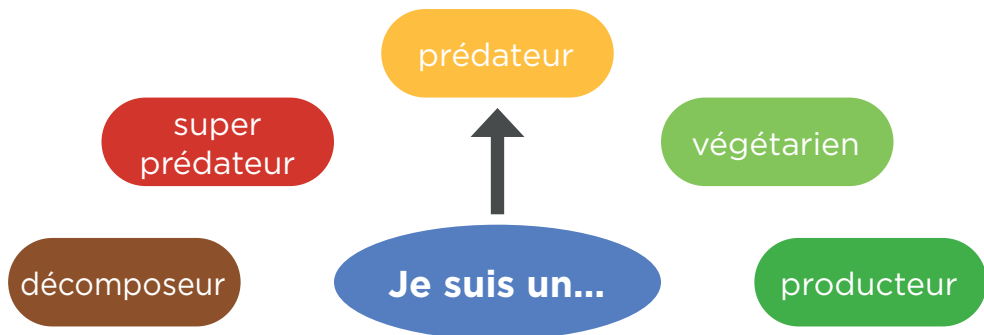 prédateur
super
prédateur
végétarien
décomposeur
Je suis un...
producteur